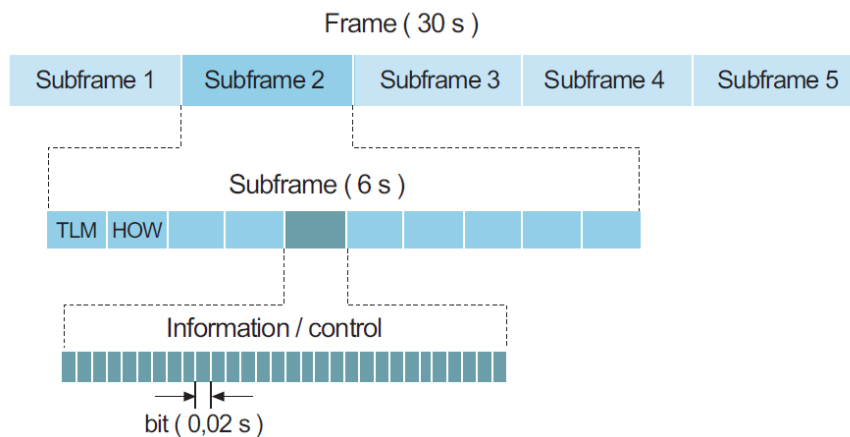 Frame ( 30 s )
Subframe 1 Subframe 2 Subframe 3 Subframe 4 Subframe 5
Subframe ( 6 s )
TLM HOW
Information / control
bit ( 0,02 s )